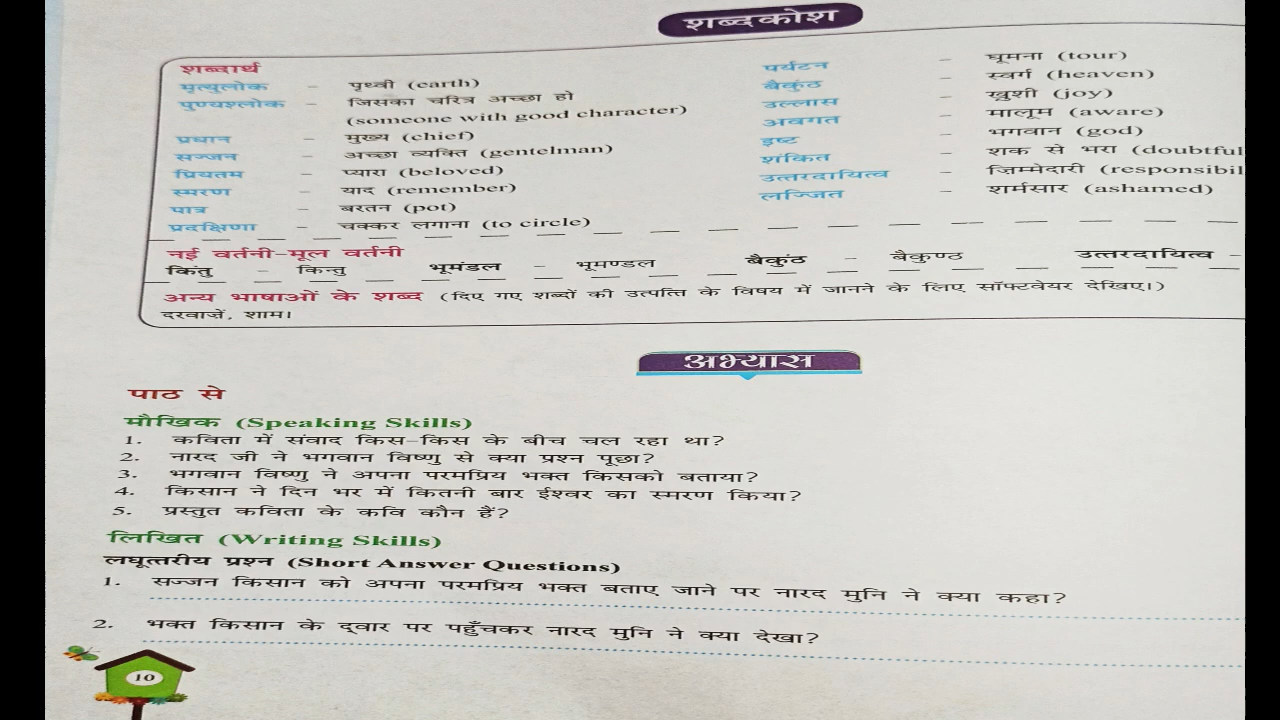 शब्दकोश
शब्दार्थ
मृत्युलोक – पृथ्वी (earth)
पुण्यश्लोक – जिसका चरित्र अच्छा हो
(someone with good character)
प्रधान – मुख्य (chief)
सज्जन – अच्छा व्यक्ति (gentelman)
प्रियतम – प्यारा (beloved)
स्मरण – याद (remember)
पात्र – बरतन (pot)
प्रदक्षिणा – चक्कर लगाना (to circle)
पर्यटन – घूमना (tour)
बैकुंठ – स्वर्ग (heaven)
उल्लास – खुशी (joy)
अवगत – मालूम (aware)
इष्ट – भगवान (god)
शंकित – शक से भरा (doubtful
उत्तरदायित्व – ज़िम्मेदारी (responsibil
लज्जित – शर्मसार (ashamed)
नई वर्तनी-मूल वर्तनी
किंतु – किन्तु भूमंडल – भूमण्डल बैकुंठ – बैकुण्ठ उत्तरदायित्व –
अन्य भाषाओं के शब्द (दिए गए शब्दों की उत्पत्ति के विषय में जानने के लिए सॉफ्टवेयर देखिए।)
दरवाज़े, शाम।
अभ्यास
पाठ से
मौखिक (Speaking Skills)
1. कविता में संवाद किस-किस के बीच चल रहा था?
2. नारद जी ने भगवान विष्णु से क्या प्रश्न पूछा?
3. भगवान विष्णु ने अपना परमप्रिय भक्त किसको बताया?
4. किसान ने दिन भर में कितनी बार ईश्वर का स्मरण किया?
5. प्रस्तुत कविता के कवि कौन हैं?
लिखित (Writing Skills)
लघूत्तरीय प्रश्न (Short Answer Questions)
1. सज्जन किसान को अपना परमप्रिय भक्त बताए जाने पर नारद मुनि ने क्या कहा?
2. भक्त किसान के द्वार पर पहुँचकर नारद मुनि ने क्या देखा?
10